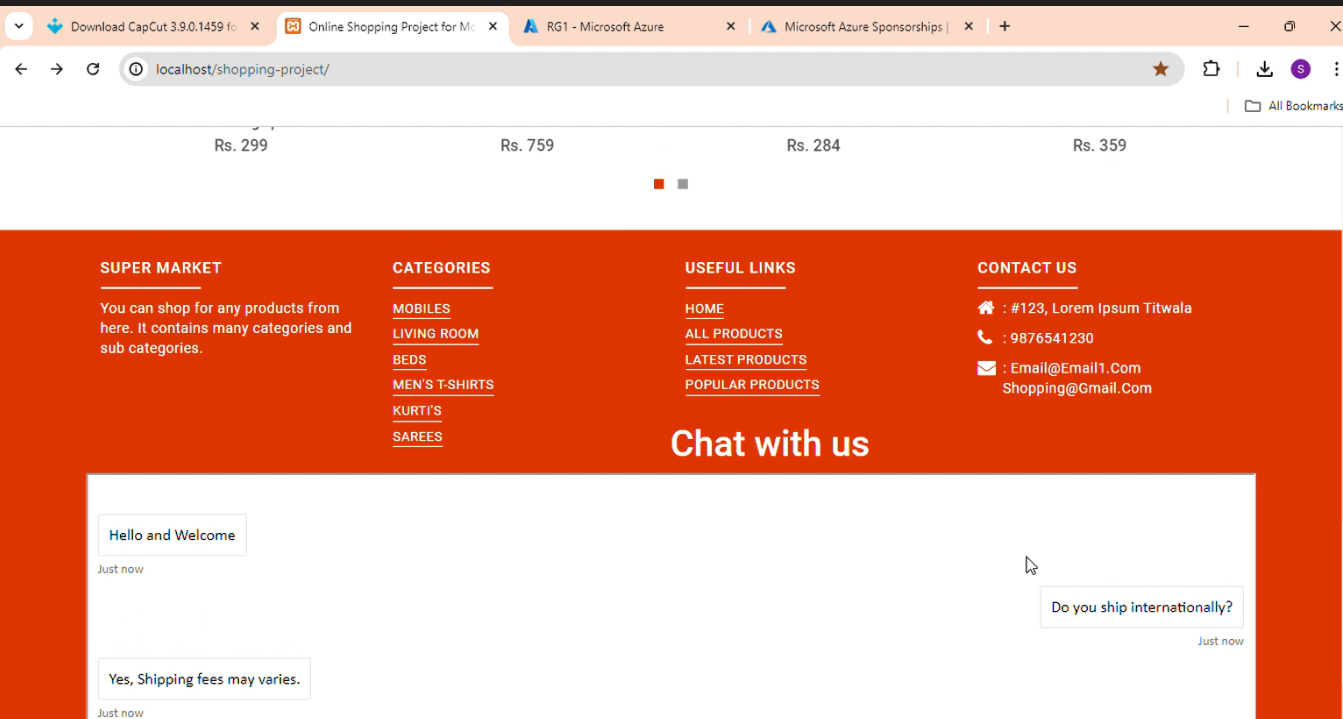 Download CapCut 3.9.0.1459 fo
Online Shopping Project for Mc
RG1 - Microsoft Azure
Microsoft Azure Sponsorships |
localhost/shopping-project/
S
All Bookmarks
Rs. 299
Rs. 759
Rs. 284
Rs. 359
SUPER MARKET
You can shop for any products from
here. It contains many categories and
sub categories.
CATEGORIES
MOBILES
LIVING ROOM
BEDS
MEN'S T-SHIRTS
KURTI'S
SAREES
USEFUL LINKS
HOME
ALL PRODUCTS
LATEST PRODUCTS
POPULAR PRODUCTS
CONTACT US
: #123, Lorem Ipsum Titwala
: 9876541230
: Email@Email1.Com
Shopping@Gmail.Com
Chat with us
Hello and Welcome
Just now
Do you ship internationally?
Just now
Yes, Shipping fees may varies.
Just now